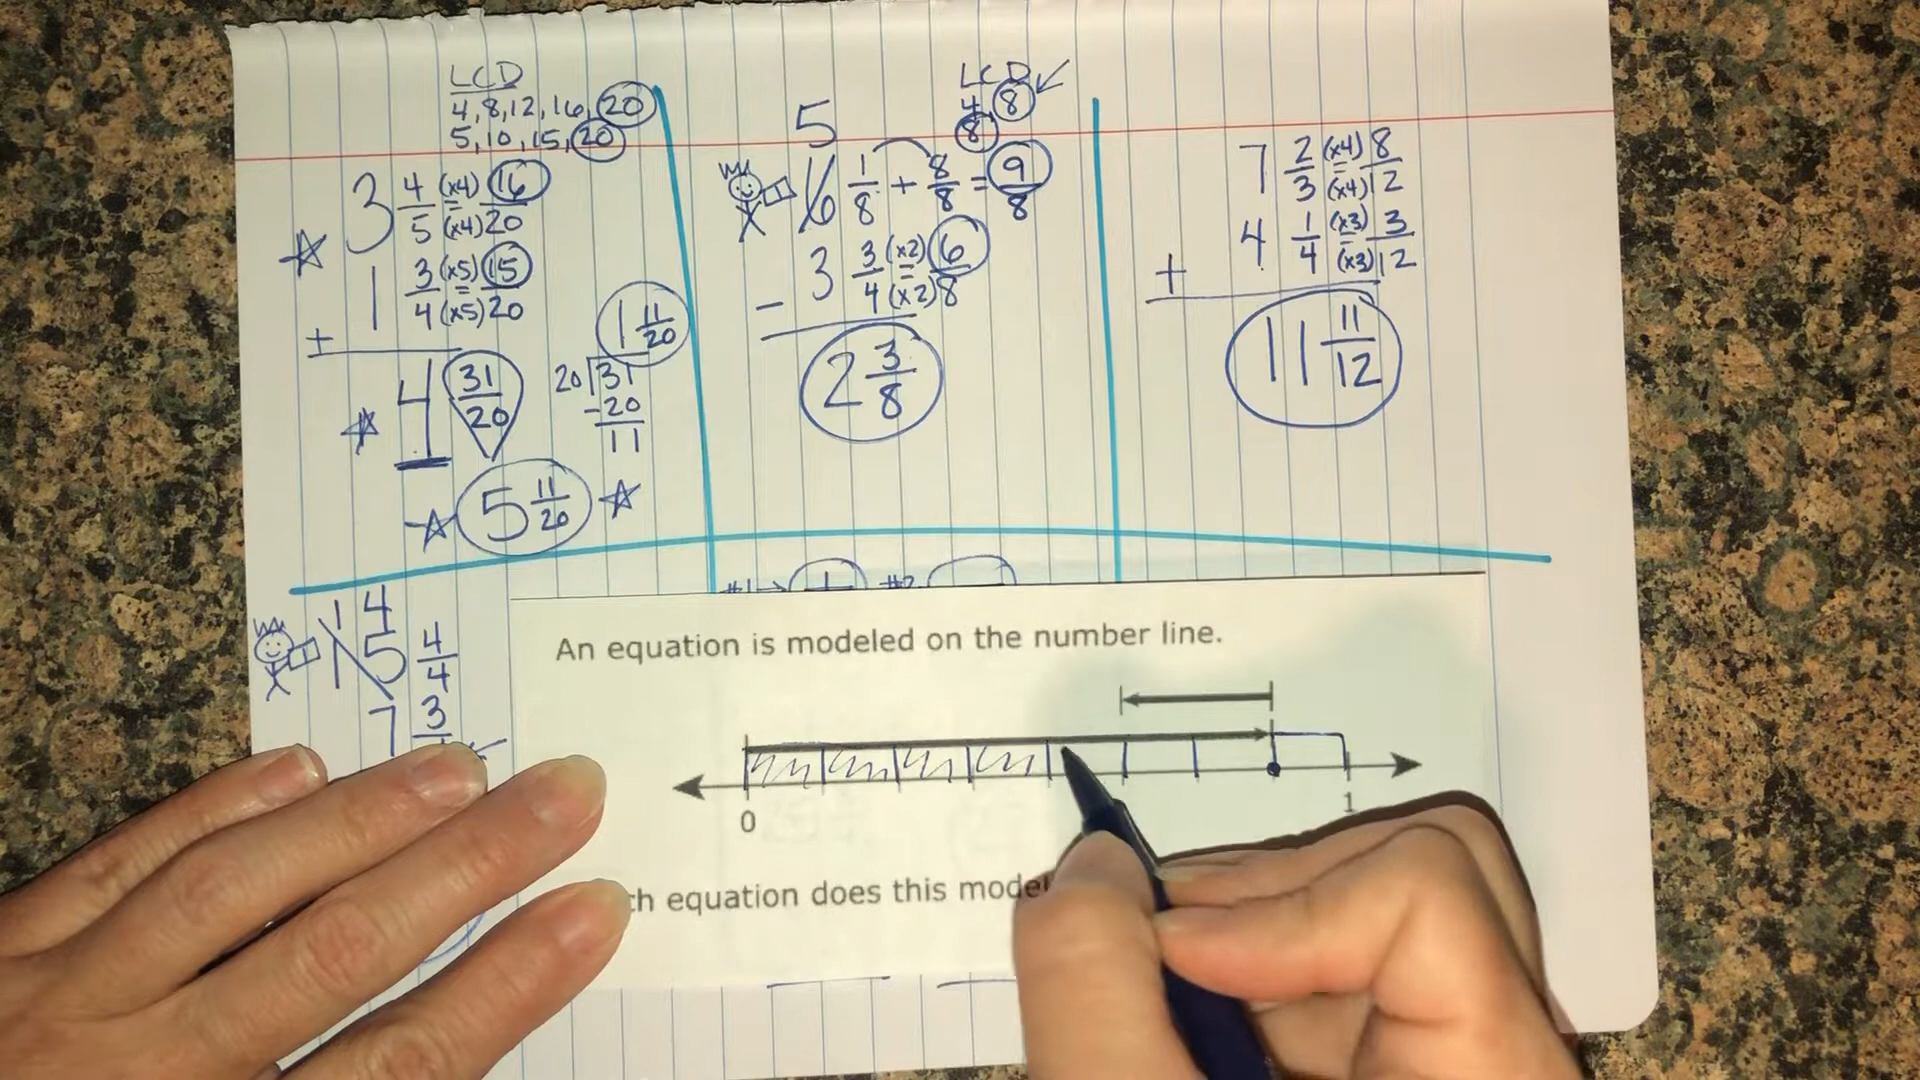 LCD
4, 8, 12, 16, 20
5, 10, 15, 20
3 4/5 (x4) = (x4) 16/20
1 3/4 (x5) = (x5) 15/20
+
4 31/20
1 11/20
20 31
-20
11
5 11/20
LCD
4, 8
8
5
6 1/8 + 8/8 = 9/8
3 3/4 (x2) = (x2) 6/8
-
2 3/8
7 2/3 (x4) = (x4) 8/12
4 1/4 (x3) = (x3) 3/12
+
11 11/12
14
15 4/4
7 3
An equation is modeled on the number line.
0 1
equation does this model